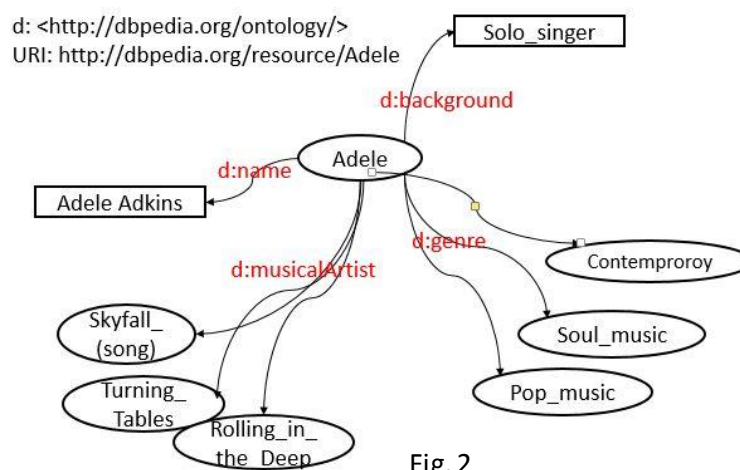 d: <http://dbpedia.org/ontology/>
URI: http://dbpedia.org/resource/Adele
Solo_singer
d:background
Adele
d:name
Adele Adkins
d:genre
Contemproroy
d:musicalArtist
Skyfall_
(song)
Soul_music
Turning_
Tables
Pop_music
Rolling_in_
the_Deep
Fig. 2